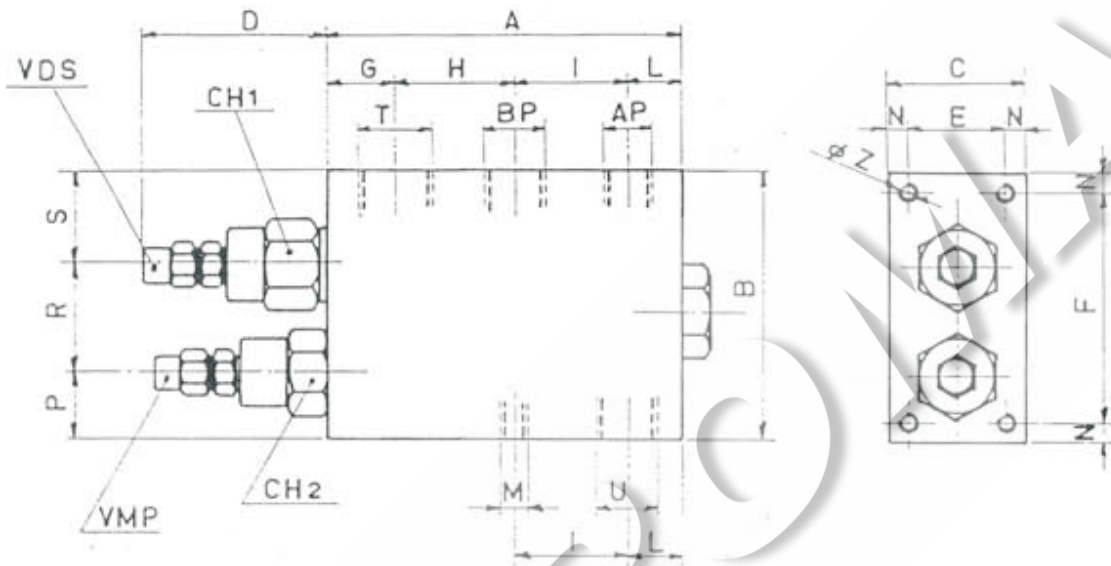 D A
VDS G H I L C
CH1 N E N
T BP AP
ø Z N
S
R B F
P
N
M U
CH2
VMP I L